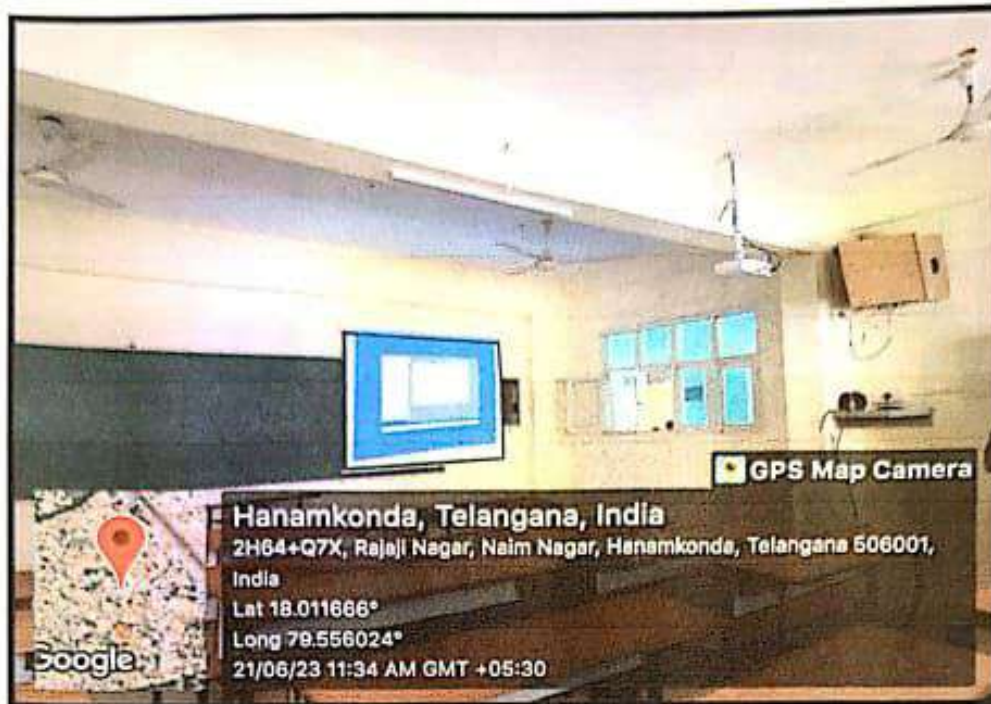 GPS Map Camera
Hanamkonda, Telangana, India
2H64+Q7X, Rajaji Nagar, Naim Nagar, Hanamkonda, Telangana 506001,
India
Lat 18.011666°
Long 79.556024°
21/06/23 11:34 AM GMT +05:30
Google